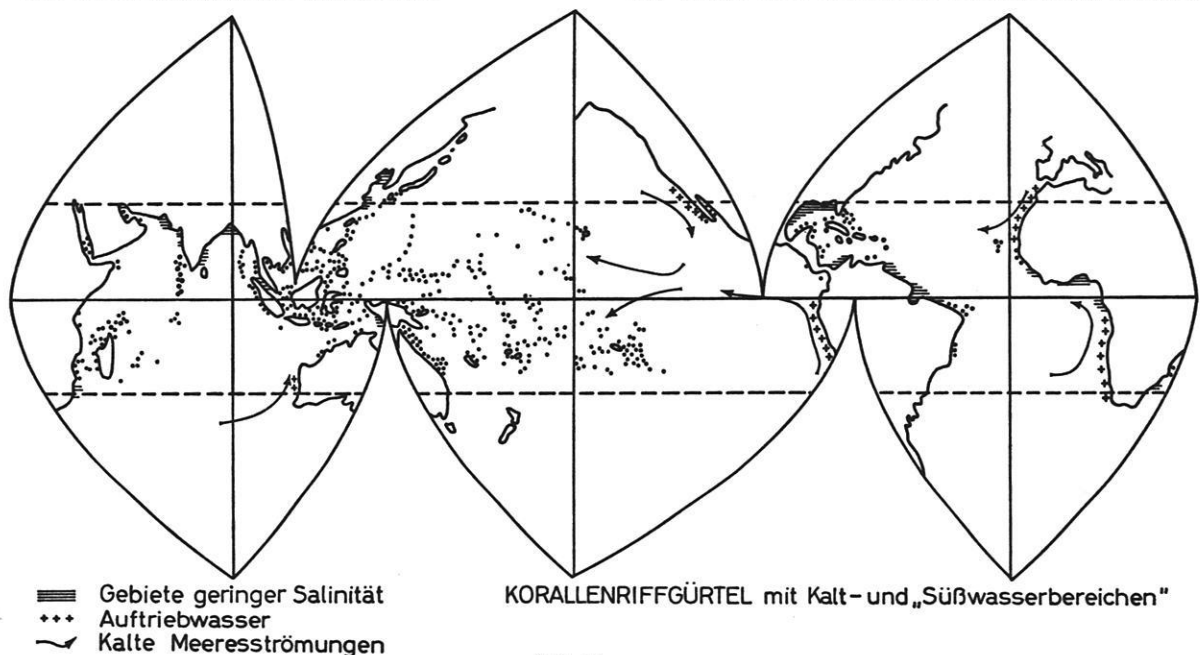 Gebiete geringer Salinität
Auftriebwasser
Kalte Meeresströmungen
KORALLENRIFFGÜRTEL mit Kalt- und „Süßwasserbereichen"